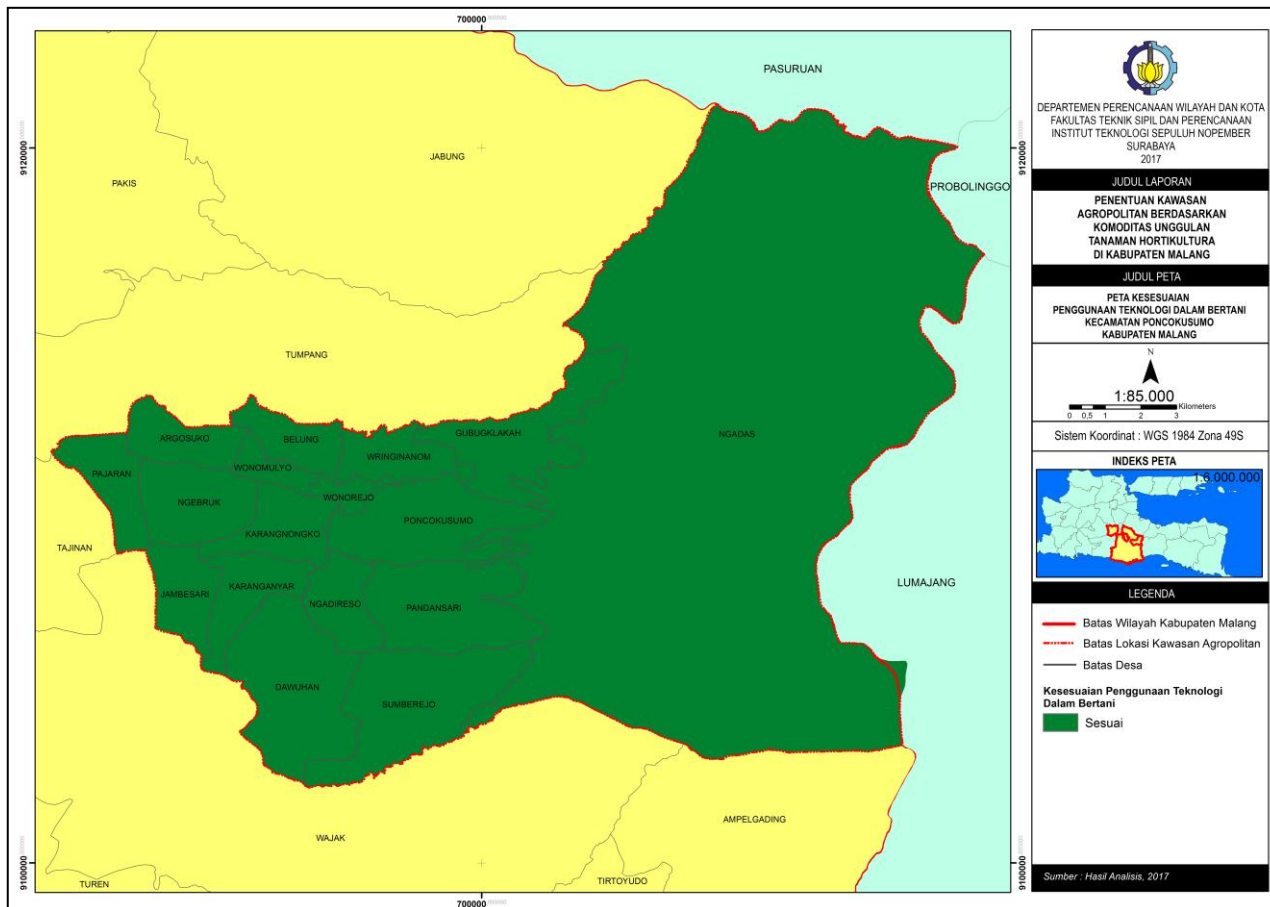 700000
PASURUAN
JABUNG
PAKIS
9120000
9120000
PROBOLINGGO
TUMPANG
NGADAS
GUBUGKLAKAH
ARGOSUKO
BELUNG
WRINGINANOM
PAJARAN
WONOMULYO
NGEBRUK
WONOREJO
PONCOKUSUMO
KARANGNONGKO
TAJINAN
JAMBESARI
KARANGANYAR
NGADIRESO
PANDANSARI
LUMAJANG
DAWUHAN
SUMBEREJO
WAJAK
AMPELGADING
TUREN
TIRTOYUDO
9100000
9100000
700000
DEPARTEMEN PERENCANAAN WILAYAH DAN KOTA
FAKULTAS TEKNIK SIPIL DAN PERENCANAAN
INSTITUT TEKNOLOGI SEPULUH NOPEMBER
SURABAYA
2017
JUDUL LAPORAN
PENENTUAN KAWASAN
AGROPOLITAN BERDASARKAN
KOMODITAS UNGGULAN
TANAMAN HORTIKULTURA
DI KABUPATEN MALANG
JUDUL PETA
PETA KESESUAIAN
PENGGUNAAN TEKNOLOGI DALAM BERTANI
KECAMATAN PONCOKUSUMO
KABUPATEN MALANG
N
1:85.000
Kilometers
0 0,5 1 2 3
Sistem Koordinat : WGS 1984 Zona 49S
INDEKS PETA
1:6.000.000
LEGENDA
Batas Wilayah Kabupaten Malang
Batas Lokasi Kawasan Agropolitan
Batas Desa
Kesesuaian Penggunaan Teknologi
Dalam Bertani
Sesuai
Sumber : Hasil Analisis, 2017